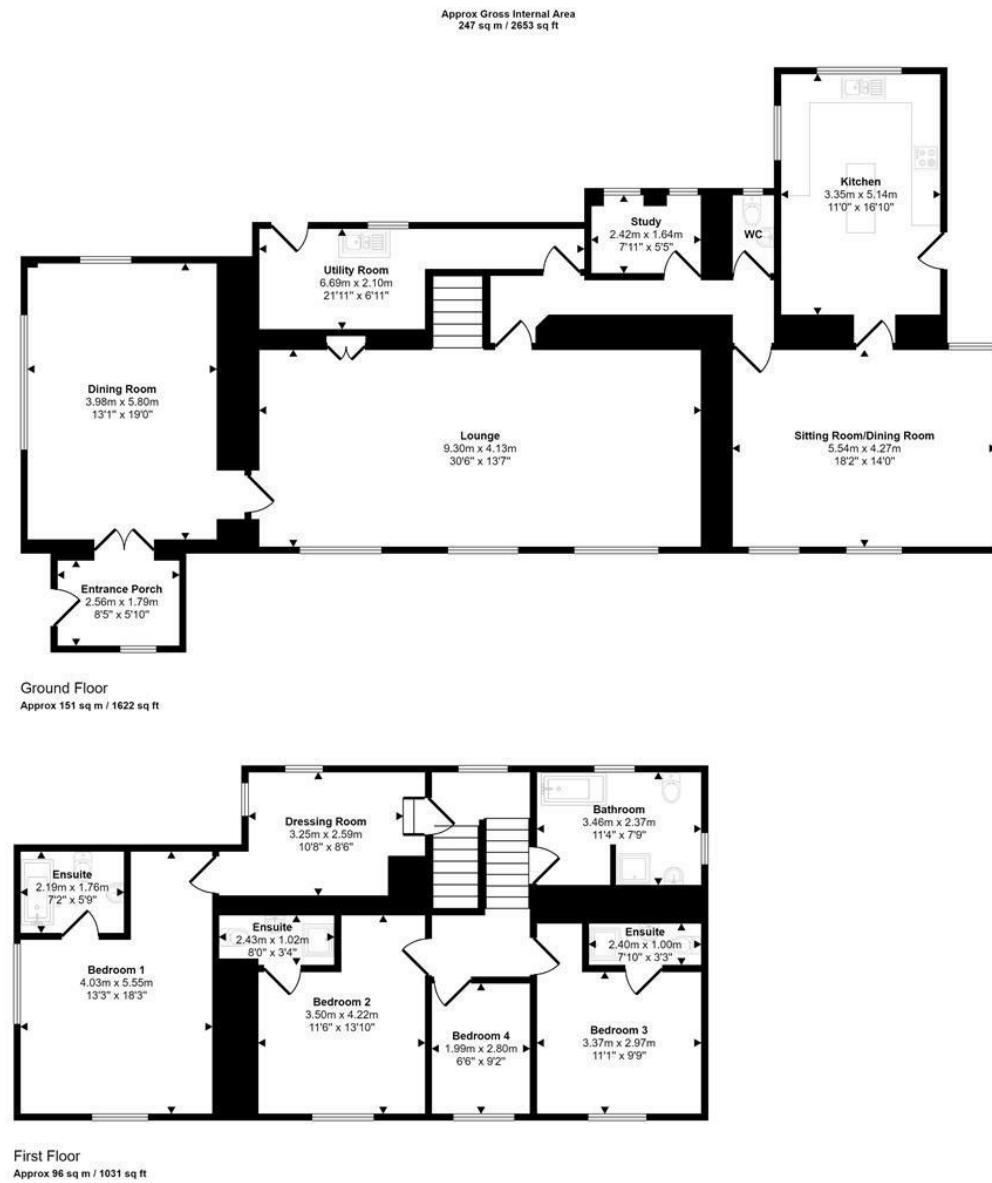 Approx Gross Internal Area
247 sq m / 2653 sq ft
Kitchen
3.35m x 5.14m
11'0" x 16'10"
Study
2.42m x 1.64m
7'11" x 5'5"
WC
Utility Room
6.69m x 2.10m
21'11" x 6'11"
Dining Room
3.98m x 5.80m
13'1" x 19'0"
Lounge
9.30m x 4.13m
30'6" x 13'7"
Sitting Room/Dining Room
5.54m x 4.27m
18'2" x 14'0"
Entrance Porch
2.56m x 1.79m
8'5" x 5'10"
Ground Floor
Approx 151 sq m / 1622 sq ft
Dressing Room
3.25m x 2.59m
10'8" x 8'6"
Bathroom
3.46m x 2.37m
11'4" x 7'9"
Ensuite
2.19m x 1.76m
7'2" x 5'9"
Ensuite
2.43m x 1.02m
8'0" x 3'4"
Ensuite
2.40m x 1.00m
7'10" x 3'3"
Bedroom 1
4.03m x 5.55m
13'3" x 18'3"
Bedroom 2
3.50m x 4.22m
11'6" x 13'10"
Bedroom 4
1.99m x 2.80m
6'6" x 9'2"
Bedroom 3
3.37m x 2.97m
11'1" x 9'9"
First Floor
Approx 96 sq m / 1031 sq ft